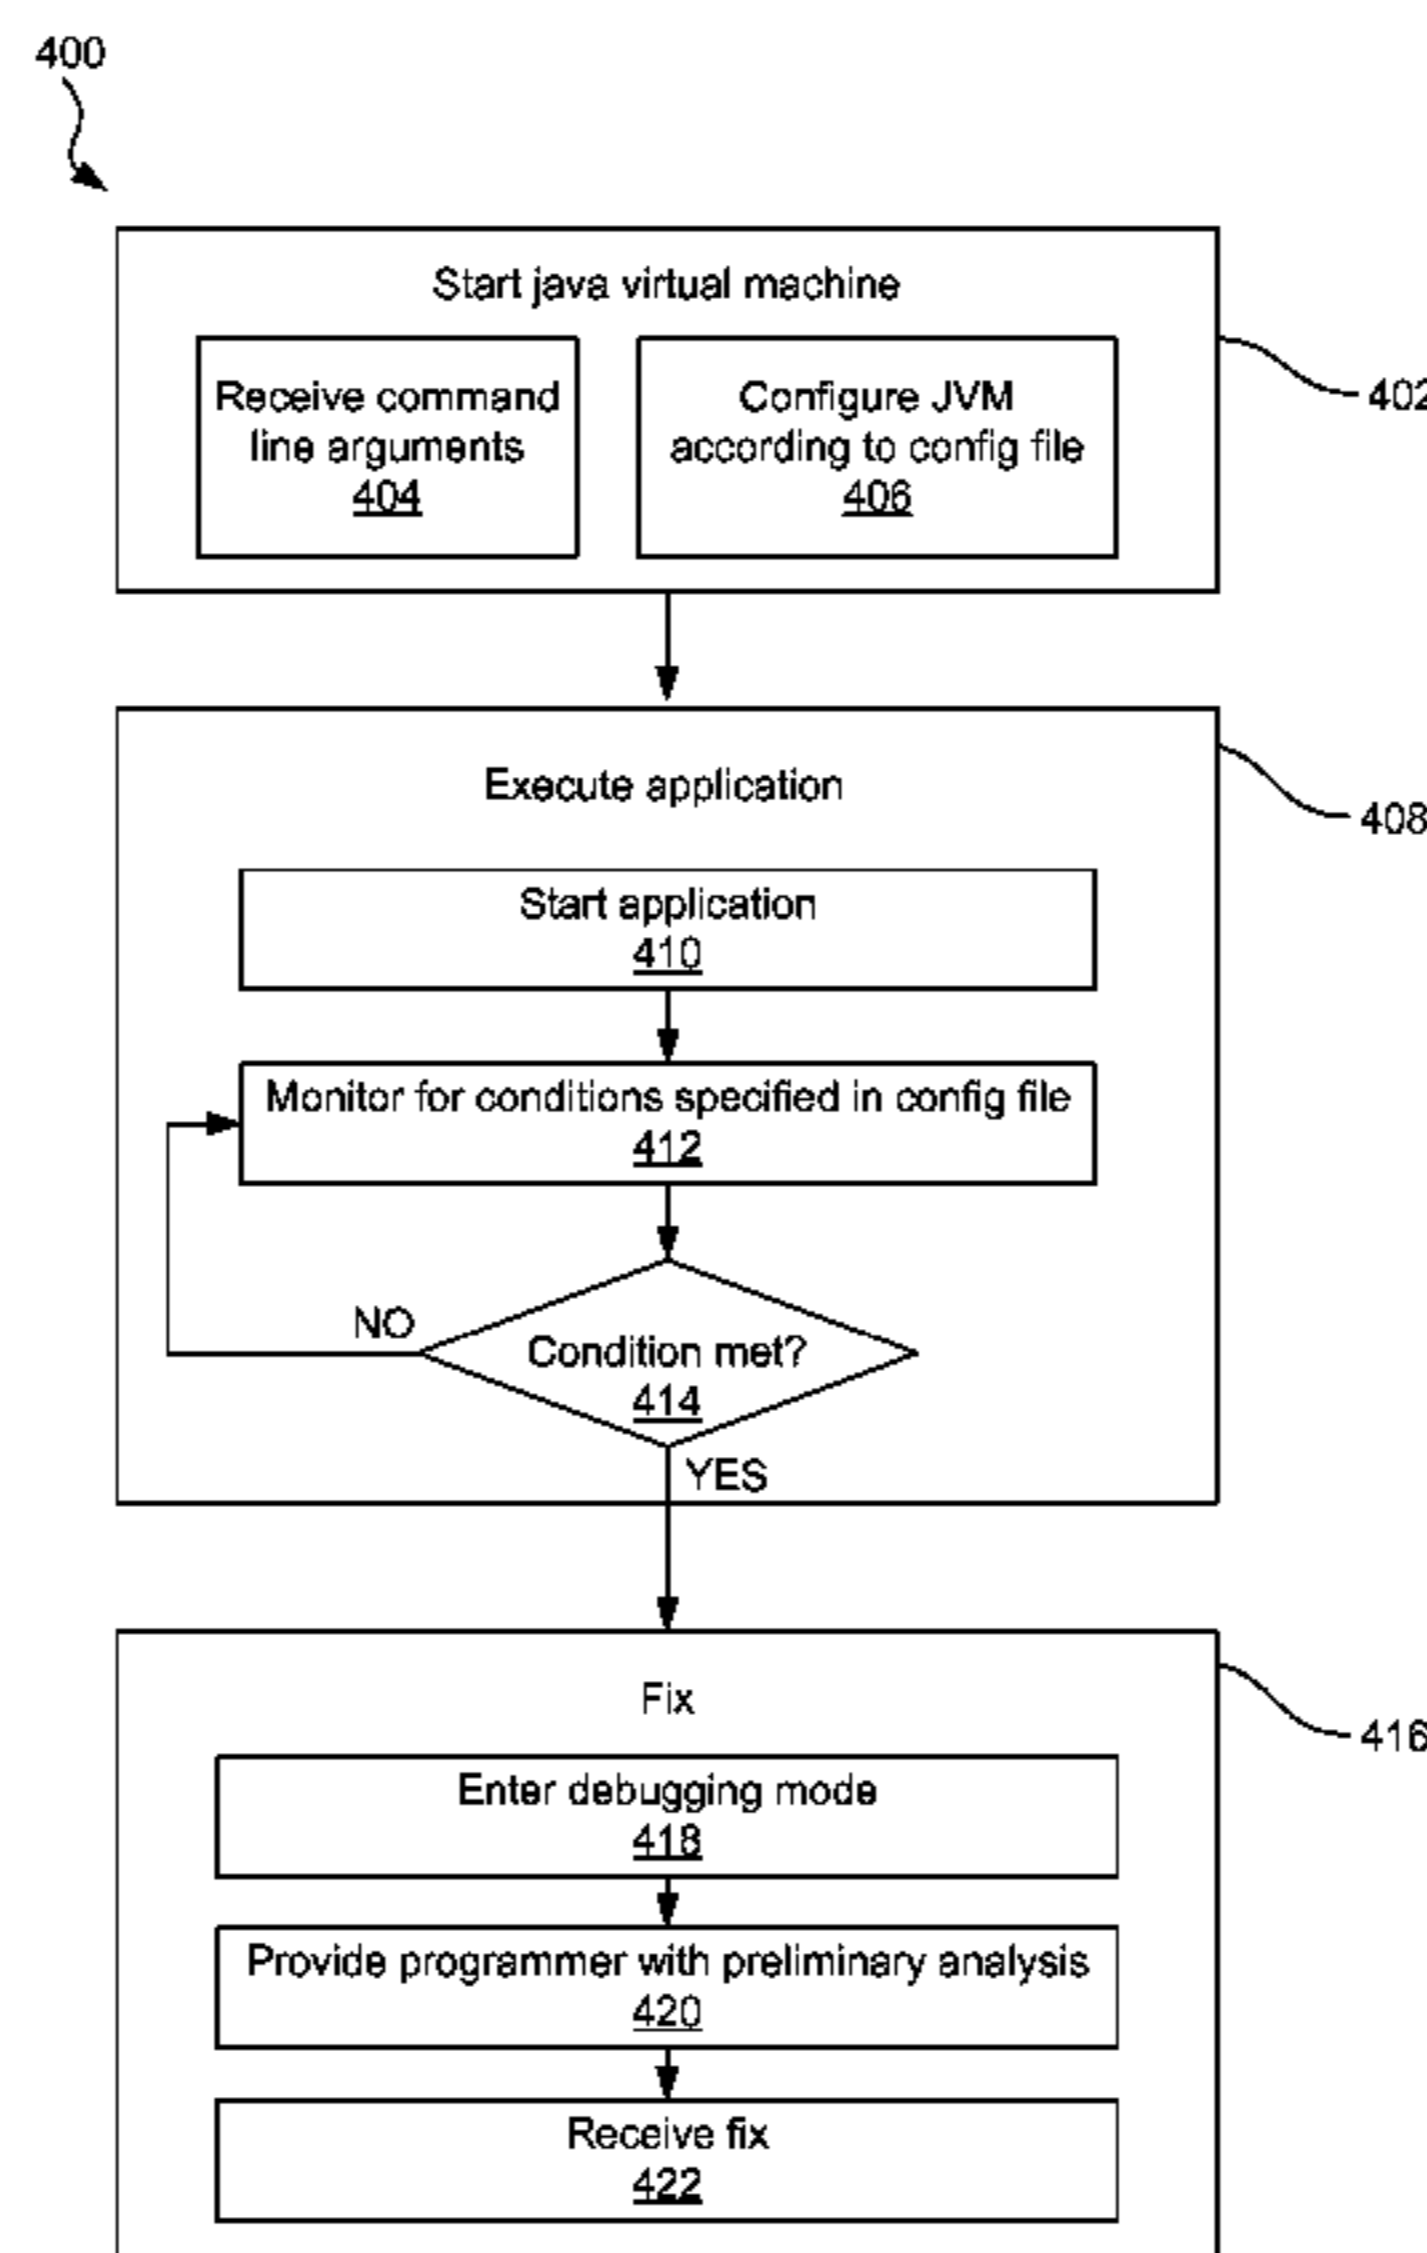 400
Start java virtual machine
Receive command
line arguments
404
Configure JVM
according to config file
406
402
Execute application
408
Start application
410
Monitor for conditions specified in config file
412
NO
Condition met?
414
YES
Fix
416
Enter debugging mode
418
Provide programmer with preliminary analysis
420
Receive fix
422